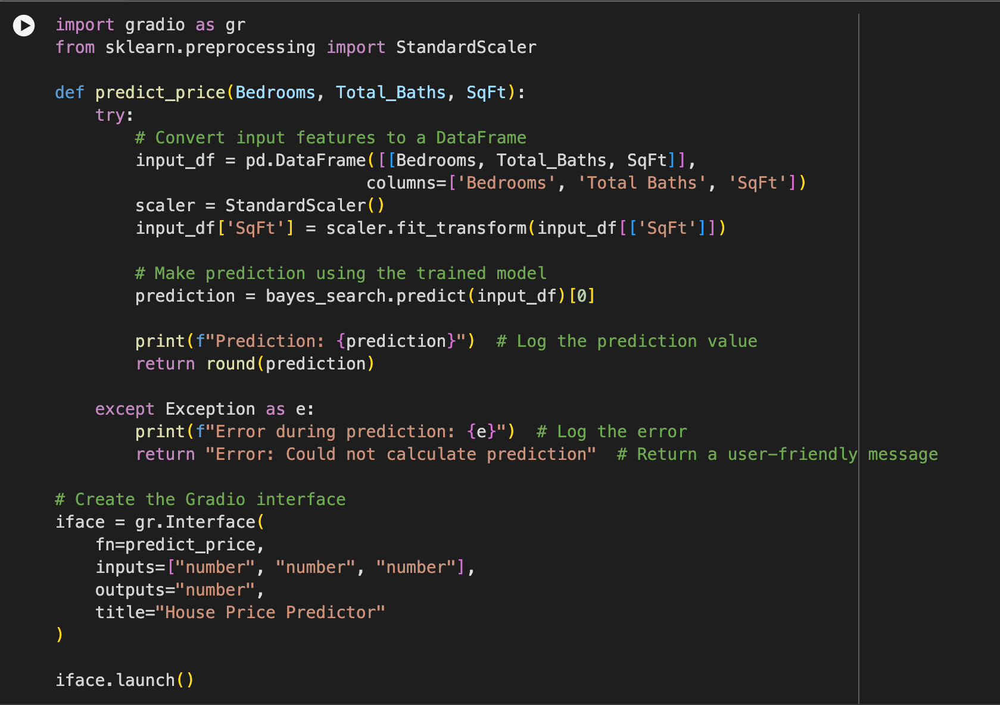 import gradio as gr
from sklearn.preprocessing import StandardScaler
def predict_price(Bedrooms, Total_Baths, SqFt):
try:
# Convert input features to a DataFrame
input_df = pd.DataFrame([[Bedrooms, Total_Baths, SqFt]],
columns=['Bedrooms', 'Total Baths', 'SqFt'])
scaler = StandardScaler()
input_df['SqFt'] = scaler.fit_transform(input_df[['SqFt']])
# Make prediction using the trained model
prediction = bayes_search.predict(input_df)[0]
print(f"Prediction: {prediction}")  # Log the prediction value
return round(prediction)
except Exception as e:
print(f"Error during prediction: {e}")  # Log the error
return "Error: Could not calculate prediction"  # Return a user-friendly message
# Create the Gradio interface
iface = gr.Interface(
fn=predict_price,
inputs=["number", "number", "number"],
outputs="number",
title="House Price Predictor"
)
iface.launch()